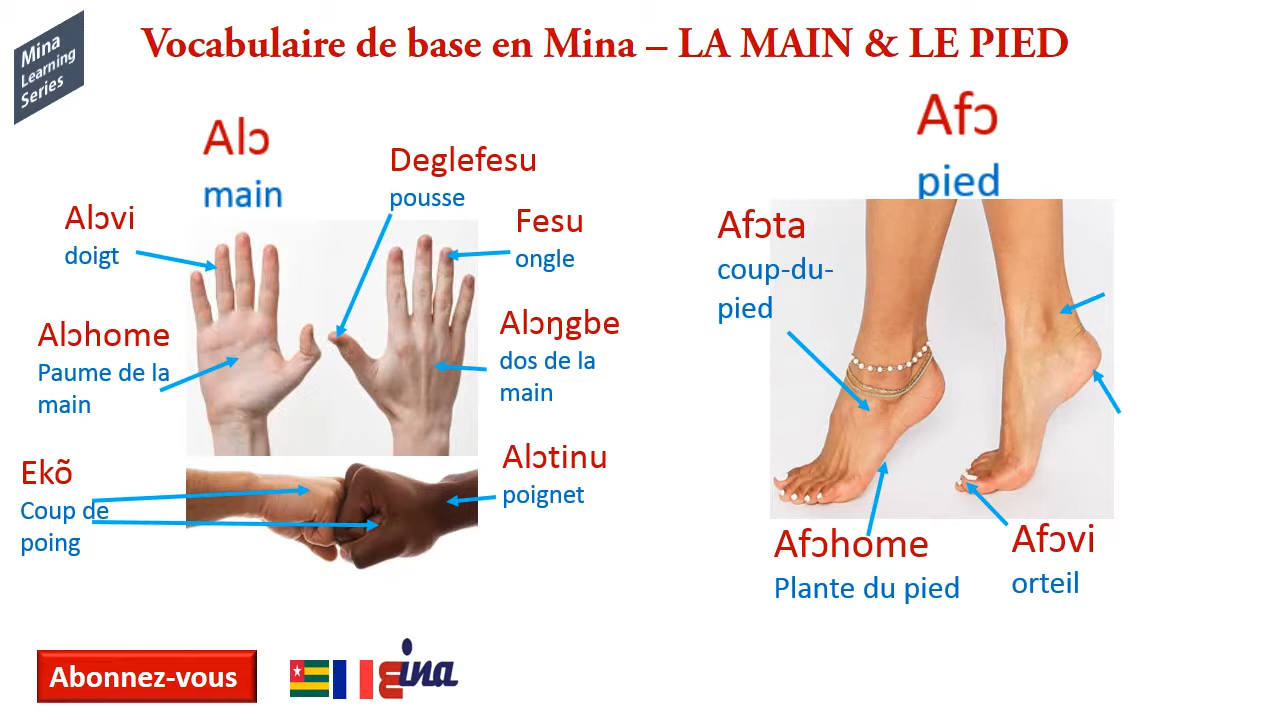 Mina
Learning
Series
Vocabulaire de base en Mina – LA MAIN & LE PIED
Alɔ
main
Deglefesu
pousse
Alɔvi
doigt
Fesu
ongle
Alɔhome
Paume de la
main
Alɔŋgbe
dos de la
main
Ekõ
Coup de
poing
Alɔtinu
poignet
Afɔ
pied
Afɔta
coup-du-
pied
Afɔhome
Plante du pied
Afɔvi
orteil
Abonnez-vous
Mina